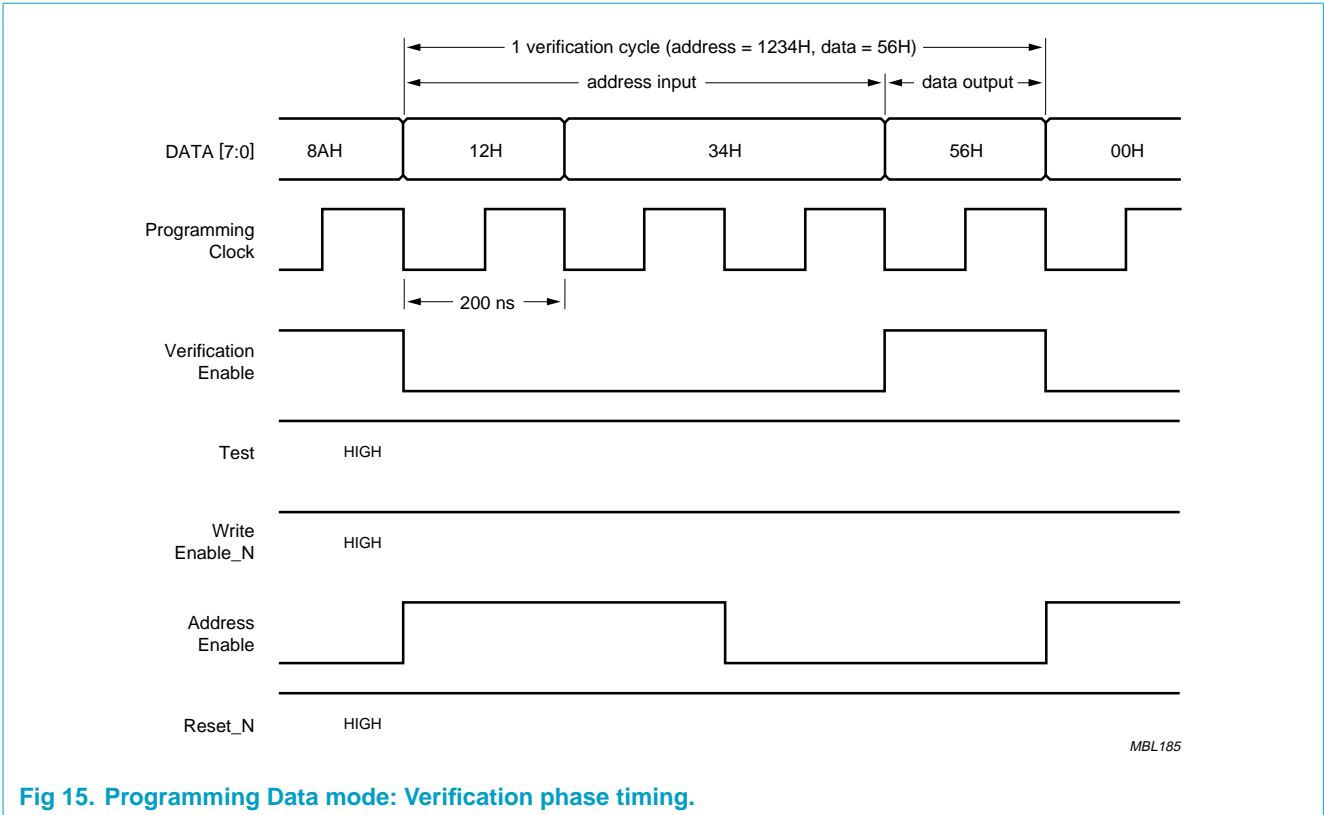 1 verification cycle (address = 1234H, data = 56H)
address input
data output
DATA [7:0]
8AH
12H
34H
56H
00H
Programming
Clock
200 ns
Verification
Enable
Test
HIGH
Write
Enable_N
HIGH
Address
Enable
Reset_N
HIGH
MBL185
Fig 15. Programming Data mode: Verification phase timing.